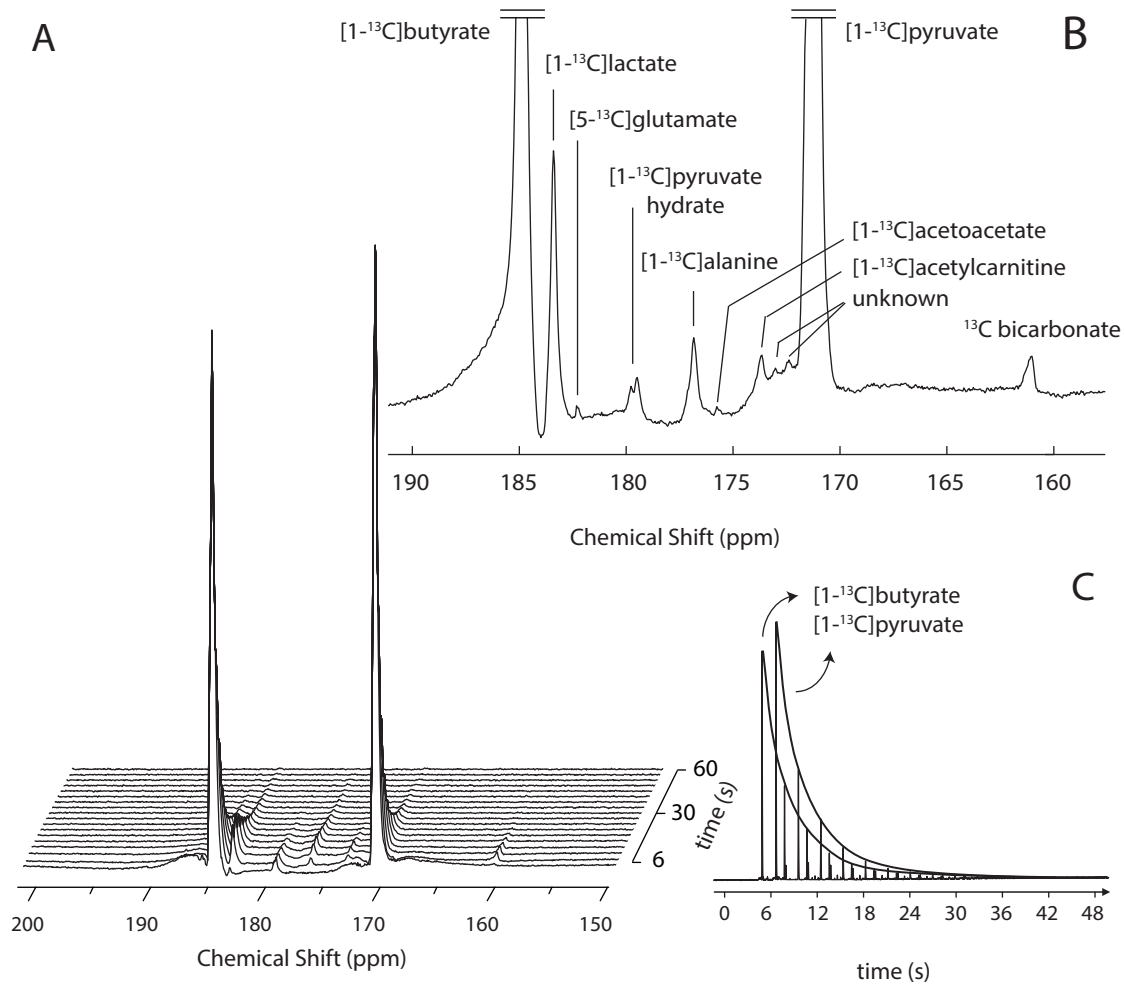 A
B
[1-¹³C]butyrate
[1-¹³C]pyruvate
[1-¹³C]lactate
[5-¹³C]glutamate
[1-¹³C]pyruvate
hydrate
[1-¹³C]alanine
[1-¹³C]acetoacetate
[1-¹³C]acetylcarnitine
unknown
¹³C bicarbonate
190 185 180 175 170 165 160
Chemical Shift (ppm)
60
30
6
time (s)
200 190 180 170 160 150
Chemical Shift (ppm)
C
[1-¹³C]butyrate
[1-¹³C]pyruvate
0 6 12 18 24 30 36 42 48
time (s)